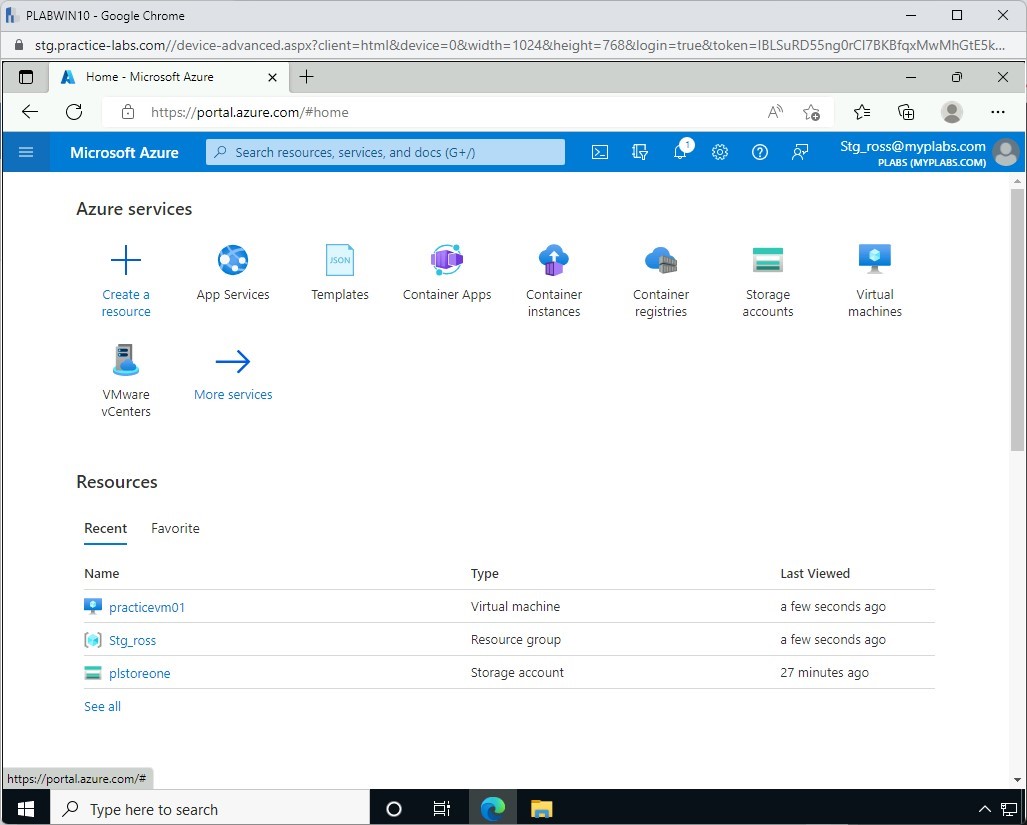 PLABWIN10 - Google Chrome
stg.practice-labs.com//device-advanced.aspx?client=html&device=0&width=1024&height=768&login=true&token=IBLSuRD55ng0rCI7BKBfqxMwMhGtE5k...
Home - Microsoft Azure
https://portal.azure.com/#home
Microsoft Azure
Search resources, services, and docs (G+/)
1
Stg_ross@myplabs.com
PLABS (MYPLABS.COM)
Azure services
Create a resource
App Services
JSON
Templates
Container Apps
Container instances
Container registries
Storage accounts
Virtual machines
VMware vCenters
More services
Resources
Recent Favorite
Name Type Last Viewed
practicevm01 Virtual machine a few seconds ago
Stg_ross Resource group a few seconds ago
plstoreone Storage account 27 minutes ago
See all
https://portal.azure.com/#
Type here to search